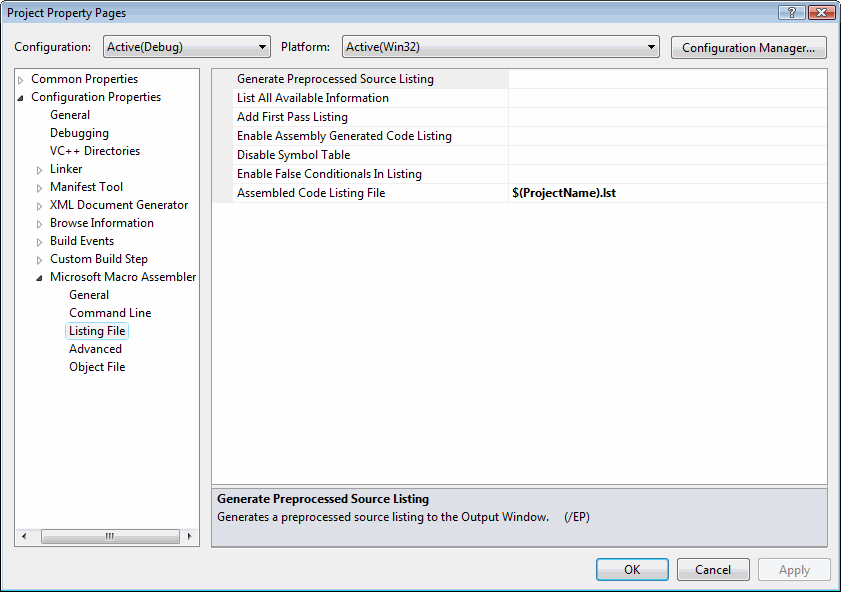 Project Property Pages
Configuration: Active(Debug) Platform: Active(Win32) Configuration Manager...
Common Properties
Configuration Properties
General
Debugging
VC++ Directories
Linker
Manifest Tool
XML Document Generator
Browse Information
Build Events
Custom Build Step
Microsoft Macro Assembler
General
Command Line
Listing File
Advanced
Object File
Generate Preprocessed Source Listing
List All Available Information
Add First Pass Listing
Enable Assembly Generated Code Listing
Disable Symbol Table
Enable False Conditionals In Listing
Assembled Code Listing File $(ProjectName).lst
Generate Preprocessed Source Listing
Generates a preprocessed source listing to the Output Window. (/EP)
OK Cancel Apply